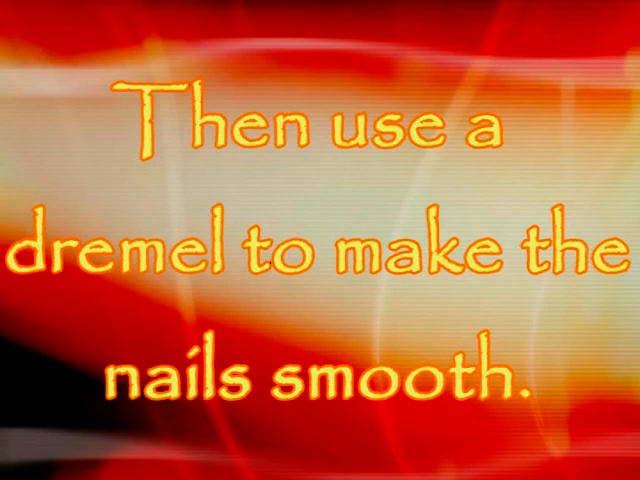 Then use a
dremel to make the
nails smooth.